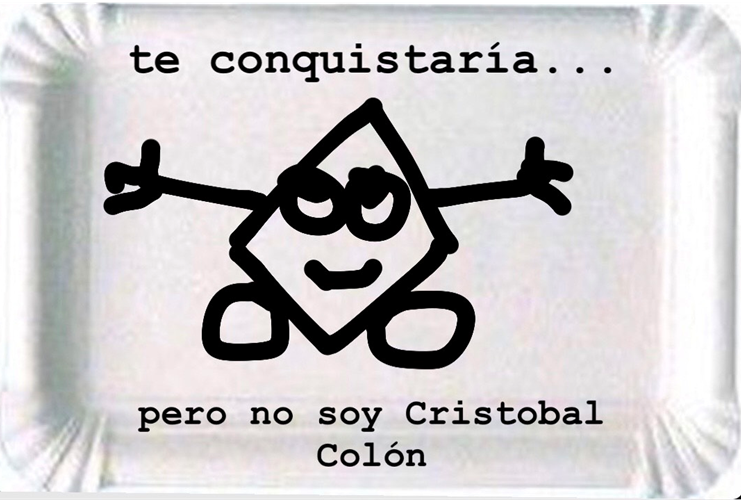 te conquistaría...
pero no soy Cristobal
Colón